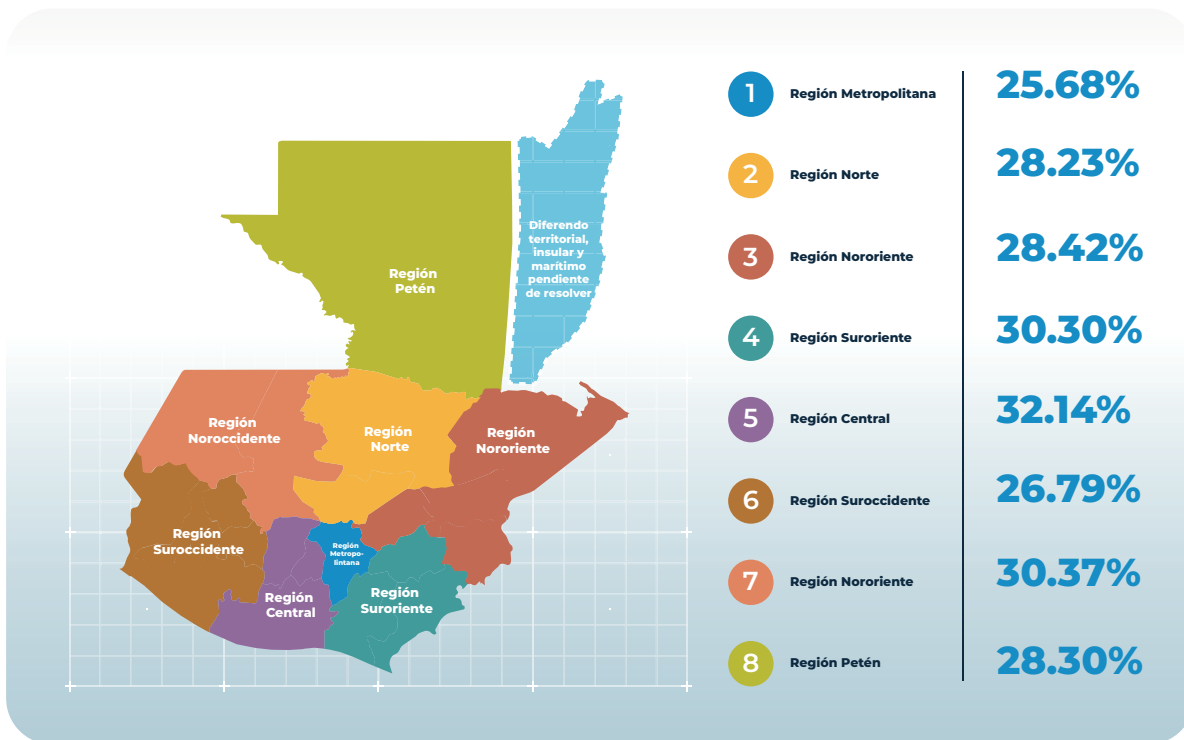 Diferendo
territorial,
insular y
marítimo
pendiente
de resolver
Región
Petén
Región
Noroccidente
Región
Norte
Región
Nororiente
Región
Suroccidente
Región
Metropo-
lintana
Región
Central
Región
Suroriente
1 Región Metropolitana 25.68%
2 Región Norte 28.23%
3 Región Nororiente 28.42%
4 Región Suroriente 30.30%
5 Región Central 32.14%
6 Región Suroccidente 26.79%
7 Región Nororiente 30.37%
8 Región Petén 28.30%